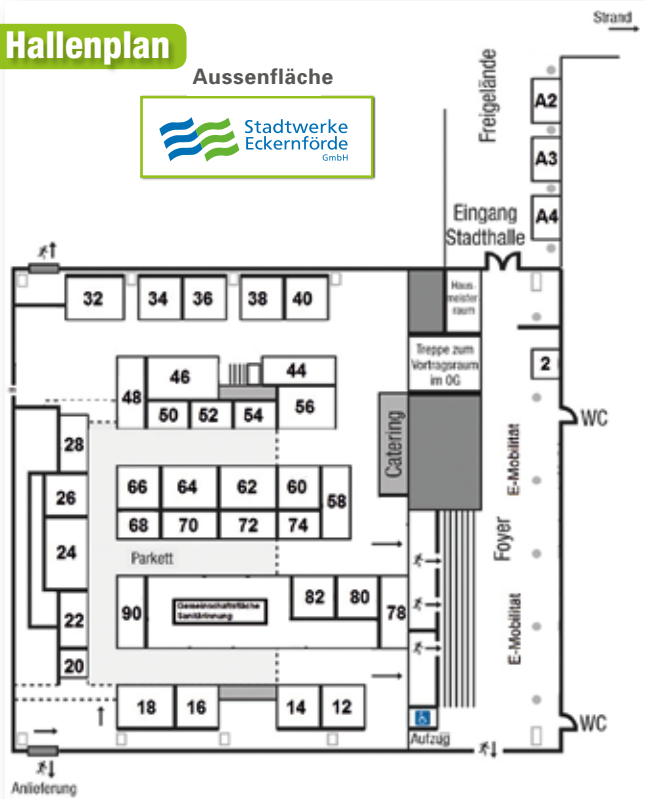 Strand
Hallenplan
Aussenfläche
Stadtwerke
Eckernförde
GmbH
Freigelände
A2
A3
A4
Eingang
Stadthalle
32
34
36
38
40
Haus-
meister
raum
Treppe zum
Vortragsraum
im OG
2
46
44
48
50
52
54
56
Catering
WC
28
E-Mobilität
66
64
62
60
58
26
68
70
72
74
Foyer
24
Parkett
90
Gemeinschaftsfläche
Sanitärinnung
82
80
78
22
E-Mobilität
20
18
16
14
12
WC
Aufzug
Anlieferung